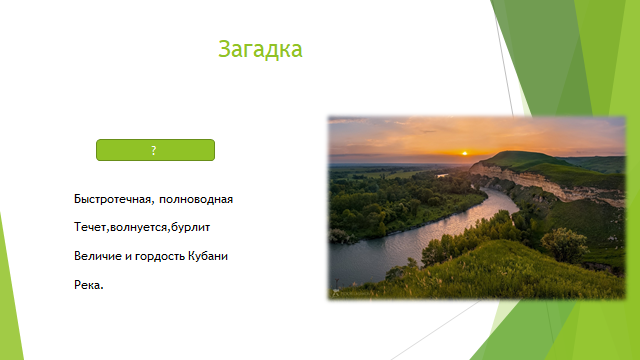 Загадка
?
Быстротечная, полноводная
Течет,волнуется,бурлит
Величие и гордость Кубани
Река.